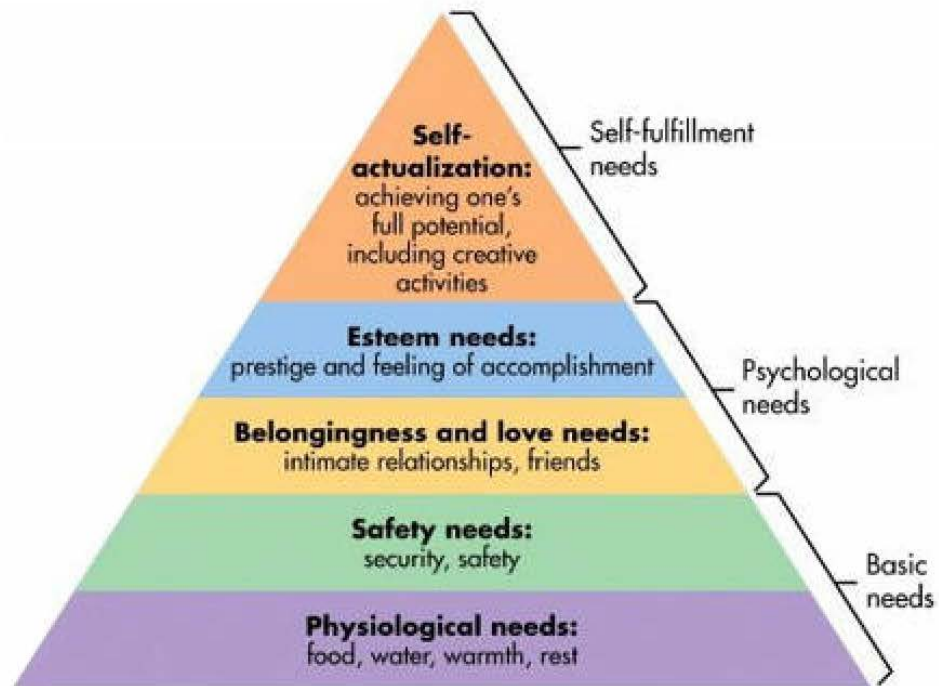 Self-
actualization:
achieving one's
full potential,
including creative
activities
Self-fulfillment
needs
Esteem needs:
prestige and feeling of accomplishment
Psychological
needs
Belongingness and love needs:
intimate relationships, friends
Safety needs:
security, safety
Basic
needs
Physiological needs:
food, water, warmth, rest